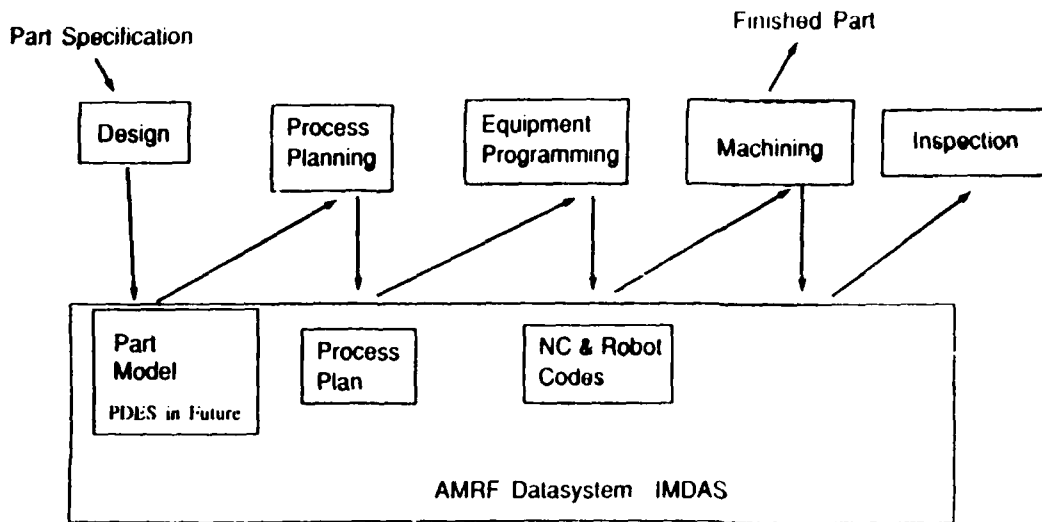 Part Specification
Finished Part
Design
Process
Planning
Equipment
Programming
Machining
Inspection
Part
Model
PDES in Future
Process
Plan
NC & Robot
Codes
AMRF Datasystem IMDAS